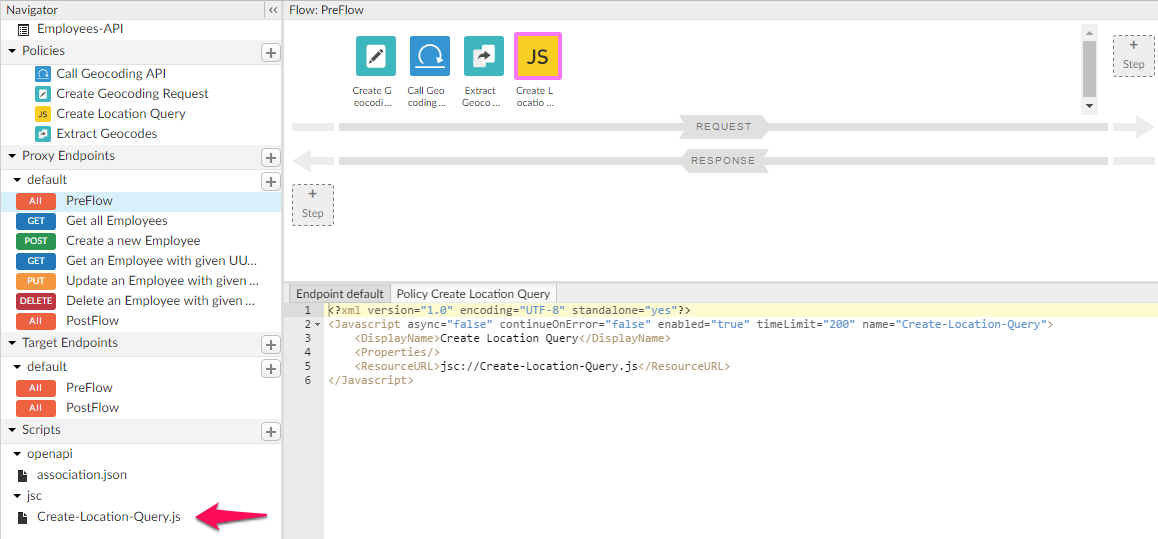 Navigator
Employees-API
Policies
Call Geocoding API
Create Geocoding Request
JS Create Location Query
Extract Geocodes
Proxy Endpoints
default
All PreFlow
GET Get all Employees
POST Create a new Employee
GET Get an Employee with given UU...
PUT Update an Employee with given ...
DELETE Delete an Employee with given ...
All PostFlow
Target Endpoints
default
All PreFlow
All PostFlow
Scripts
openapi
association.json
jsc
Create-Location-Query.js
Flow: PreFlow
JS
Create G Call Geo Extract Create L
eocodi... coding ... Geoco ... ocatio ...
+
Step
REQUEST
RESPONSE
+
Step
Endpoint default Policy Create Location Query
1 <?xml version="1.0" encoding="UTF-8" standalone="yes"?>
2 <Javascript async="false" continueOnError="false" enabled="true" timeLimit="200" name="Create-Location-Query">
3 <DisplayName>Create Location Query</DisplayName>
4 <Properties/>
5 <ResourceURL>jsc://Create-Location-Query.js</ResourceURL>
6 </Javascript>